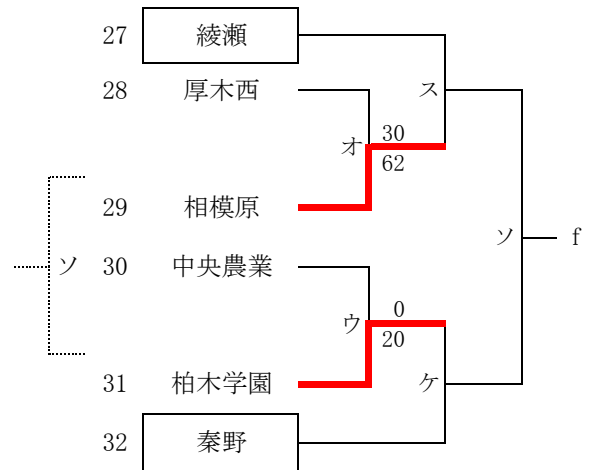 27 綾瀬
28 厚木西
ス
オ 30
62
29 相模原
ソ f
ソ 30 中央農業
ウ 0
20
31 柏木学園 ケ
32 秦野